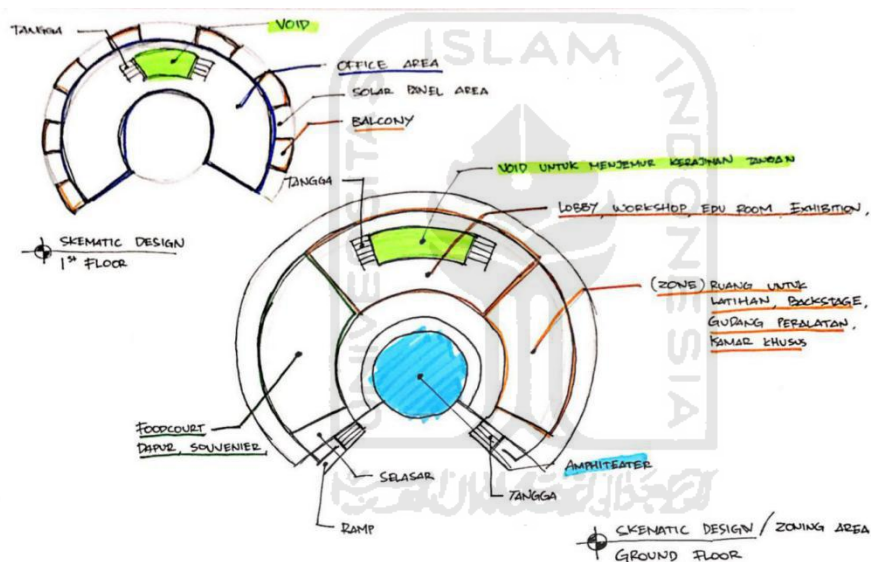 TANGGA
VOID
OFFICE AREA
SOLAR PANEL AREA
BALCONY
SKEMATIC DESIGN
1ST FLOOR
TANGGA
VOID UNTUK MENJEMUR KERAJINAN TANGAN
LOBBY, WORKSHOP, EDU ROOM, EXHIBITION,
(ZONE) RUANG UNTUK
LATIHAN, BACKSTAGE,
GUDANG PERALATAN,
KAMAR KHUSUS
FOODCOURT
DAPUR, SOUVENIER,
SELASAR
RAMP
AMPHITEATER
TANGGA
SKEMATIC DESIGN / ZONING AREA
GROUND FLOOR
UNIVERSITAS
ISLAM
INDONESIA